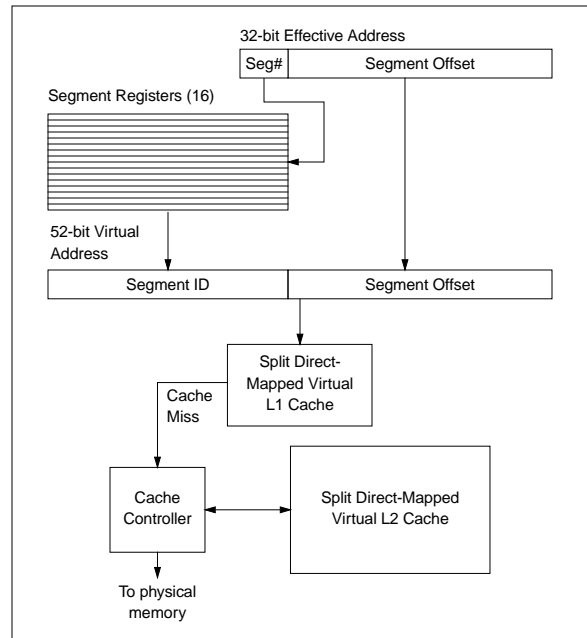 32-bit Effective Address
Seg#
Segment Offset
Segment Registers (16)
52-bit Virtual
Address
Segment ID
Segment Offset
Split Direct-
Mapped Virtual
L1 Cache
Cache
Miss
Cache
Controller
Split Direct-Mapped
Virtual L2 Cache
To physical
memory